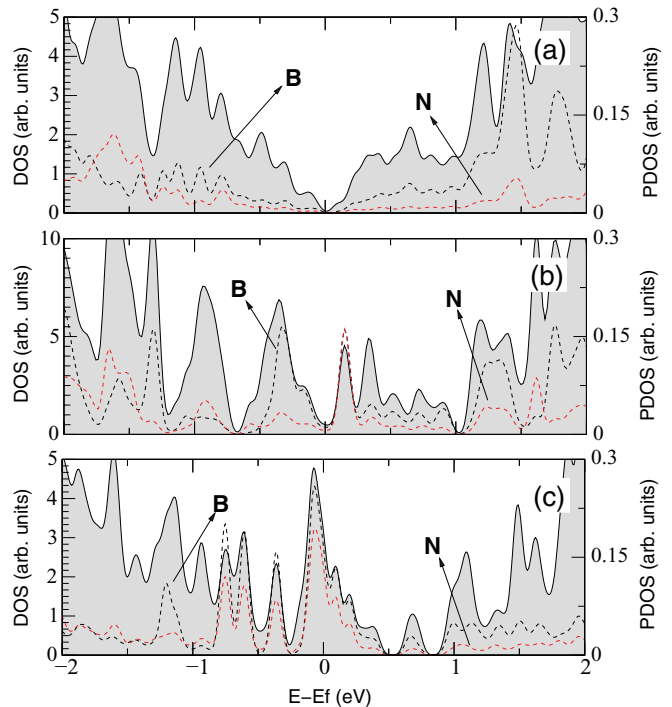 5 0.3
(a)
4
B N
3
0.15
2
1
0 0
DOS (arb. units) PDOS (arb. units)
10 0.3
(b)
B N
5 0.15
0 0
DOS (arb. units) PDOS (arb. units)
5 0.3
(c)
4
B
3
N 0.15
2
1
0 0
DOS (arb. units) PDOS (arb. units)
−2 −1 0 1 2
E−Ef (eV)